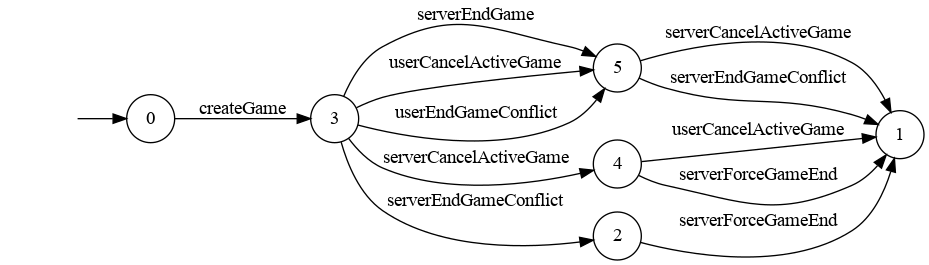 serverEndGame
serverCancelActiveGame
userCancelActiveGame
5
serverEndGameConflict
createGame
userEndGameConflict
0
3
1
userCancelActiveGame
serverCancelActiveGame
4
serverForceGameEnd
serverEndGameConflict
serverForceGameEnd
2